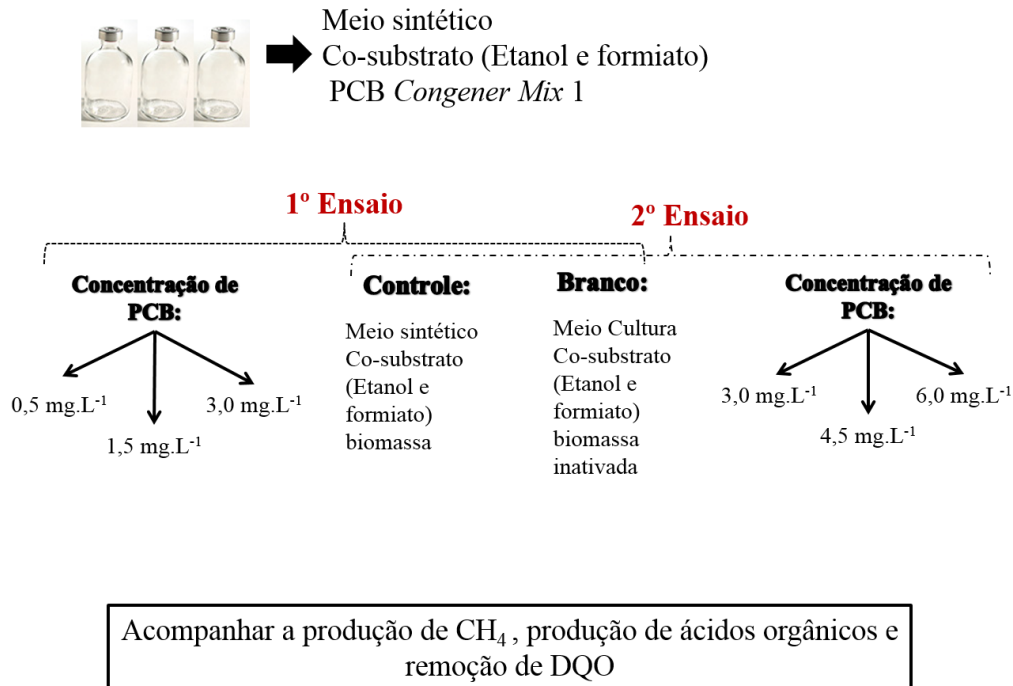 Meio sintético
Co-substrato (Etanol e formiato)
PCB Congener Mix 1
1º Ensaio
2º Ensaio
Concentração de
PCB:
0,5 mg.L⁻¹
1,5 mg.L⁻¹
3,0 mg.L⁻¹
Controle:
Meio sintético
Co-substrato
(Etanol e
formiato)
biomassa
Branco:
Meio Cultura
Co-substrato
(Etanol e
formiato)
biomassa
inativada
Concentração de
PCB:
3,0 mg.L⁻¹
4,5 mg.L⁻¹
6,0 mg.L⁻¹
Acompanhar a produção de CH₄ , produção de ácidos orgânicos e
remoção de DQO